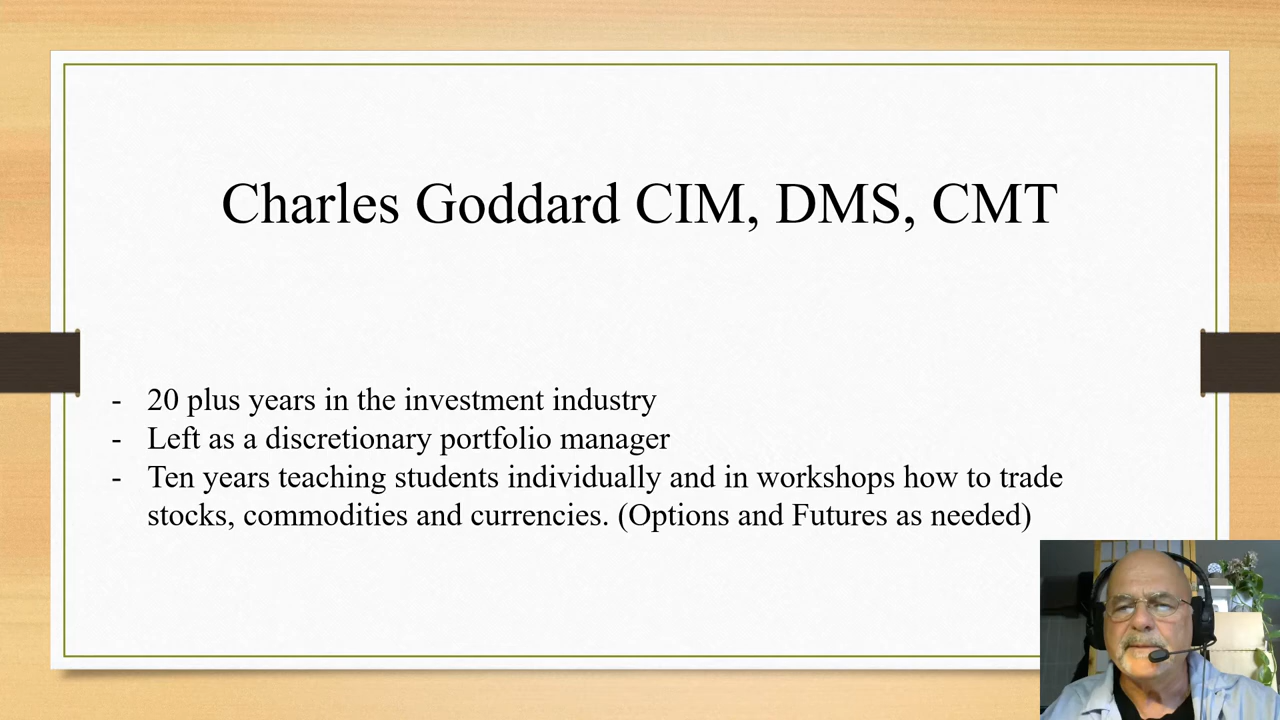 Charles Goddard CIM, DMS, CMT
- 20 plus years in the investment industry
- Left as a discretionary portfolio manager
- Ten years teaching students individually and in workshops how to trade
stocks, commodities and currencies. (Options and Futures as needed)